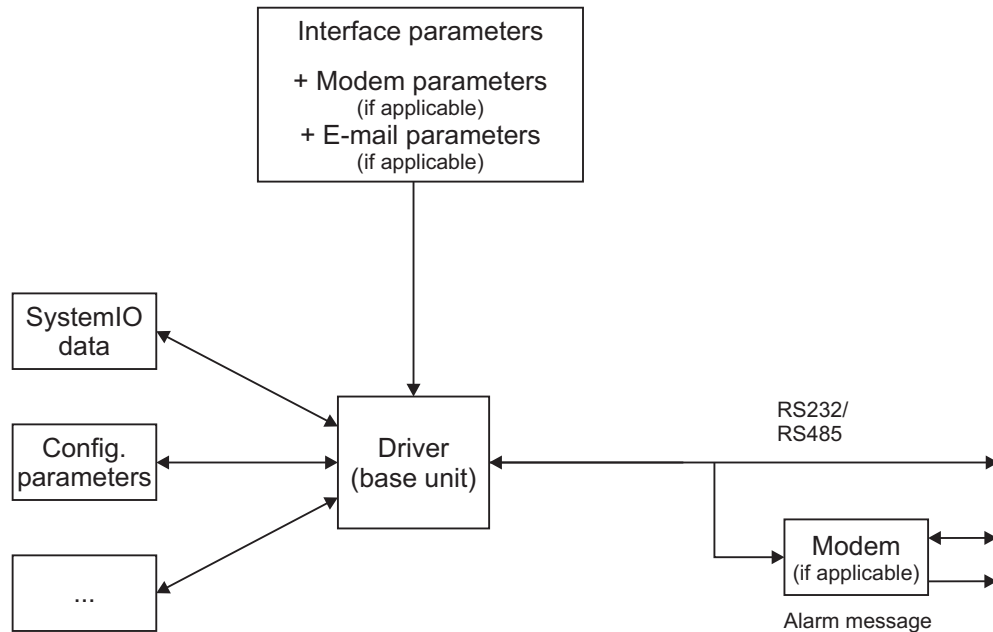 Interface parameters
+ Modem parameters
(if applicable)
+ E-mail parameters
(if applicable)
SystemIO
data
Config.
parameters
...
Driver
(base unit)
RS232/
RS485
Modem
(if applicable)
Alarm message